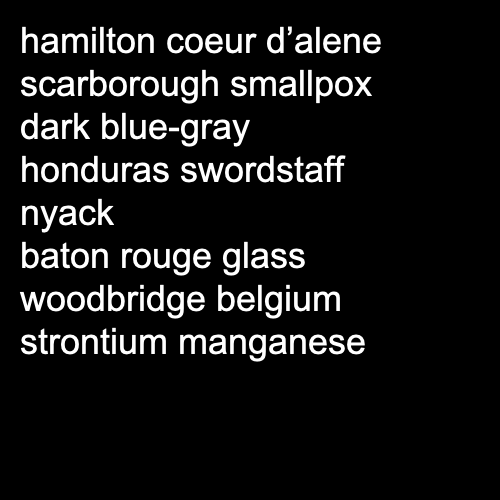 hamilton coeur d’alene
scarborough smallpox
dark blue-gray
honduras swordstaff
nyack
baton rouge glass
woodbridge belgium
strontium manganese